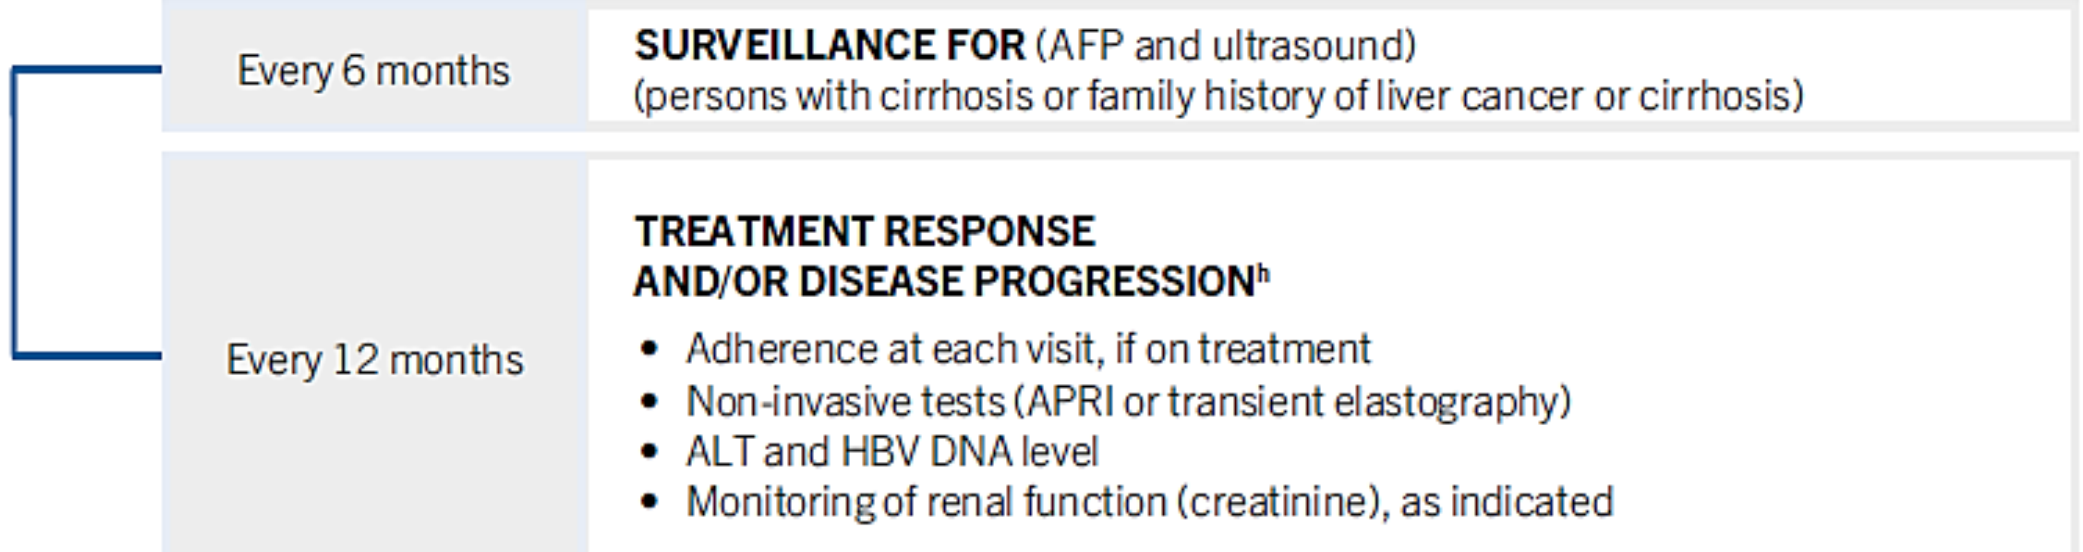 Every 6 months
SURVEILLANCE FOR (AFP and ultrasound)
(persons with cirrhosis or family history of liver cancer or cirrhosis)
Every 12 months
TREATMENT RESPONSE
AND/OR DISEASE PROGRESSIONʰ
• Adherence at each visit, if on treatment
• Non-invasive tests (APRI or transient elastography)
• ALT and HBV DNA level
• Monitoring of renal function (creatinine), as indicated